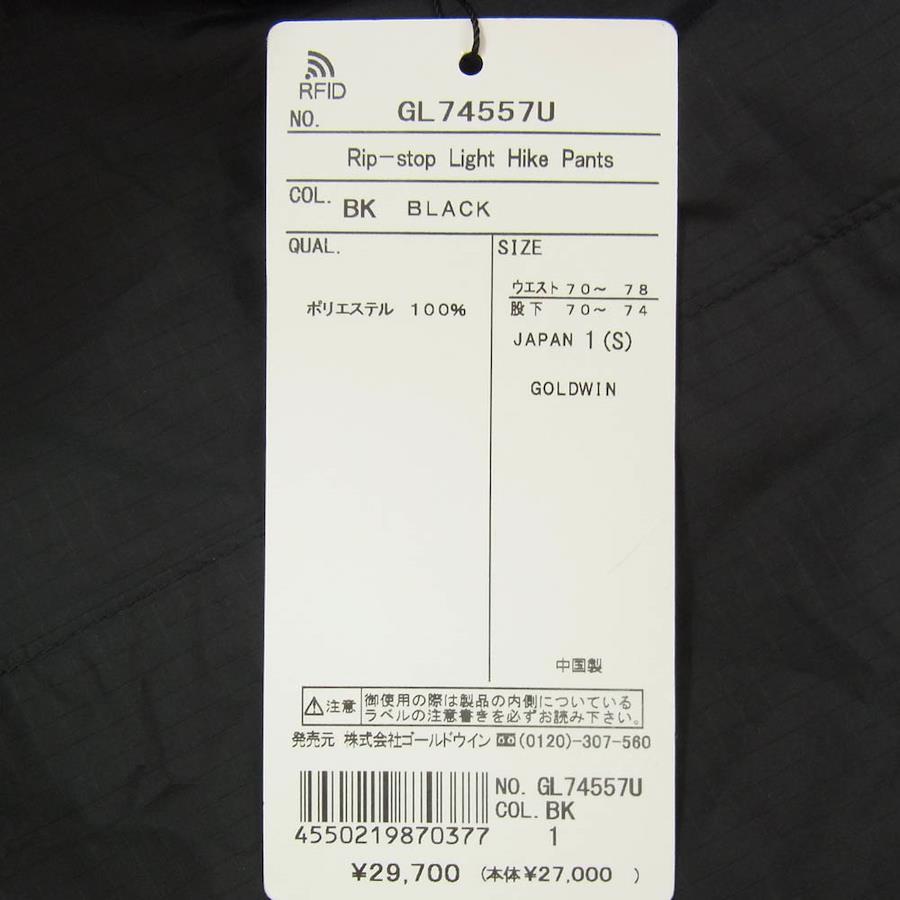 RFID
NO. GL74557U
Rip-stop Light Hike Pants
COL. BK BLACK
QUAL.
ポリエステル 100%
SIZE
ウエスト 70~ 78
股下 70~ 74
JAPAN 1 (S)
GOLDWIN
中国製
注意 御使用の際は製品の内側についている
ラベルの注意書きを必ずお読み下さい。
発売元 株式会社ゴールドウイン (0120)-307-560
4550219870377
NO. GL74557U
COL. BK
1
¥29,700 (本体¥27,000 )